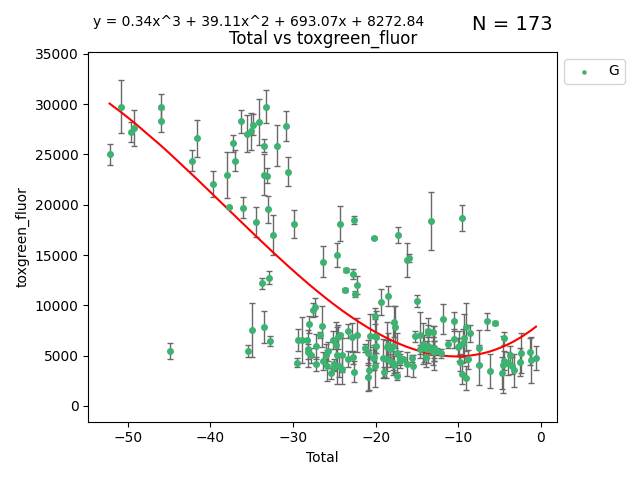 y = 0.34x^3 + 39.11x^2 + 693.07x + 8272.84
N = 173
Total vs toxgreen_fluor
G
35000
30000
25000
20000
15000
10000
5000
0
toxgreen_fluor
−50
−40
−30
−20
−10
0
Total